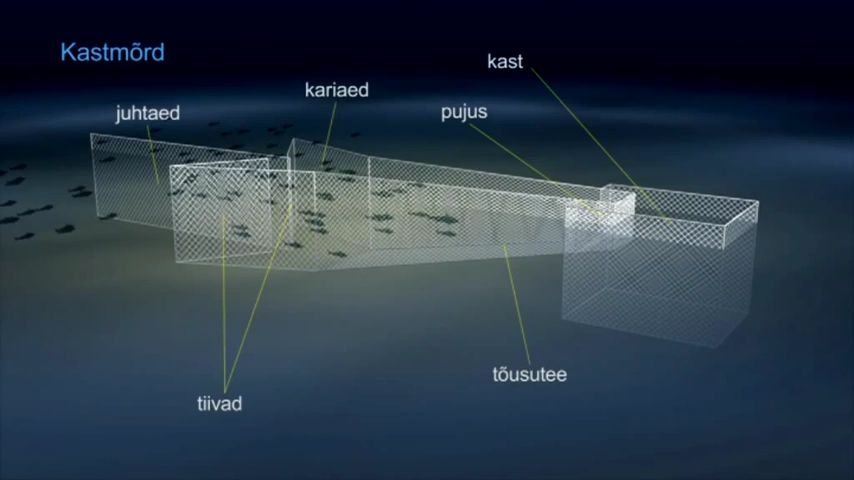 Kastmõrd
kast
kariaed
juhtaed
pujus
tõusutee
tiivad